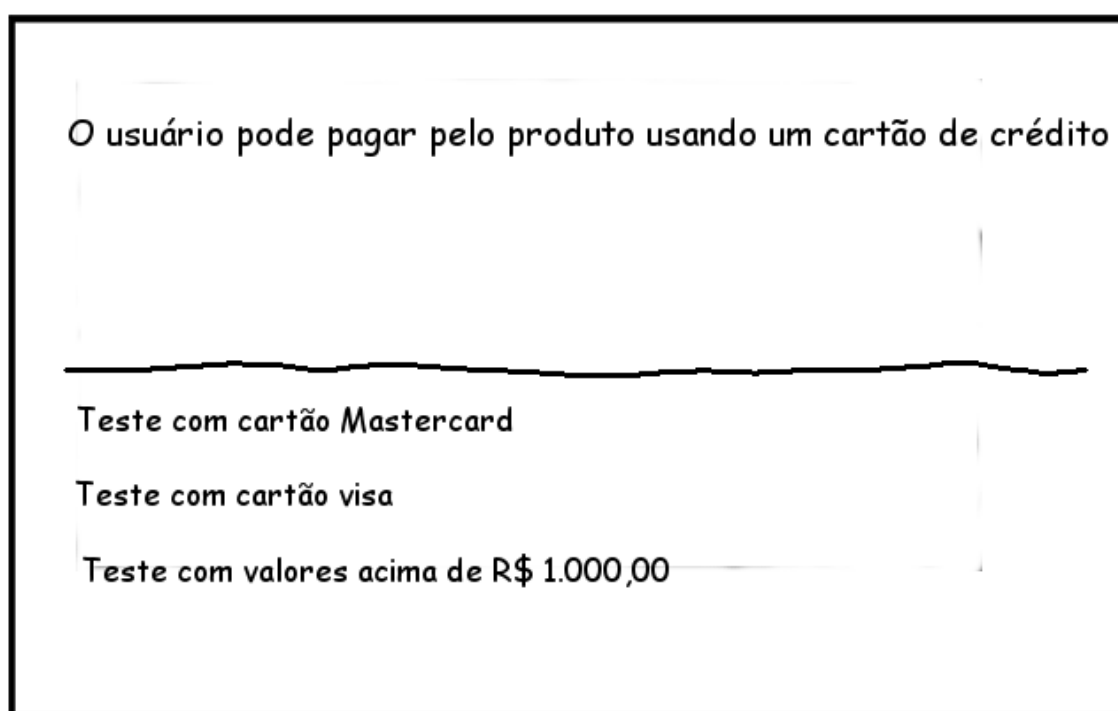 O usuário pode pagar pelo produto usando um cartão de crédito
Teste com cartão Mastercard
Teste com cartão visa
Teste com valores acima de R$ 1.000,00